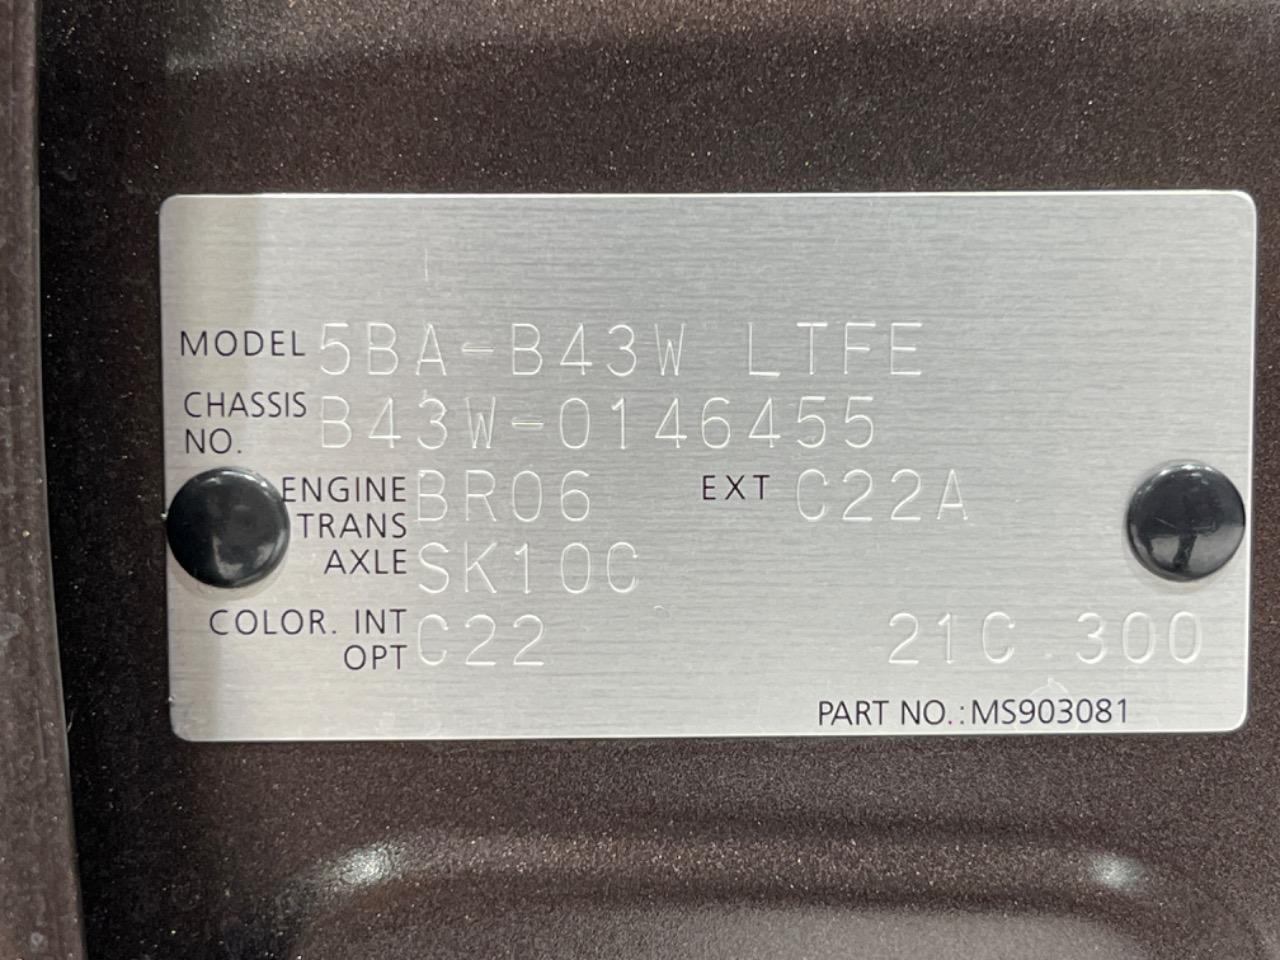 MODEL 5BA-B43W LTFE
CHASSIS NO. B43W-0146455
ENGINE BR06 EXT C22A
TRANS AXLE SK10C
COLOR. INT OPT C22 21C.300
PART NO.:MS903081